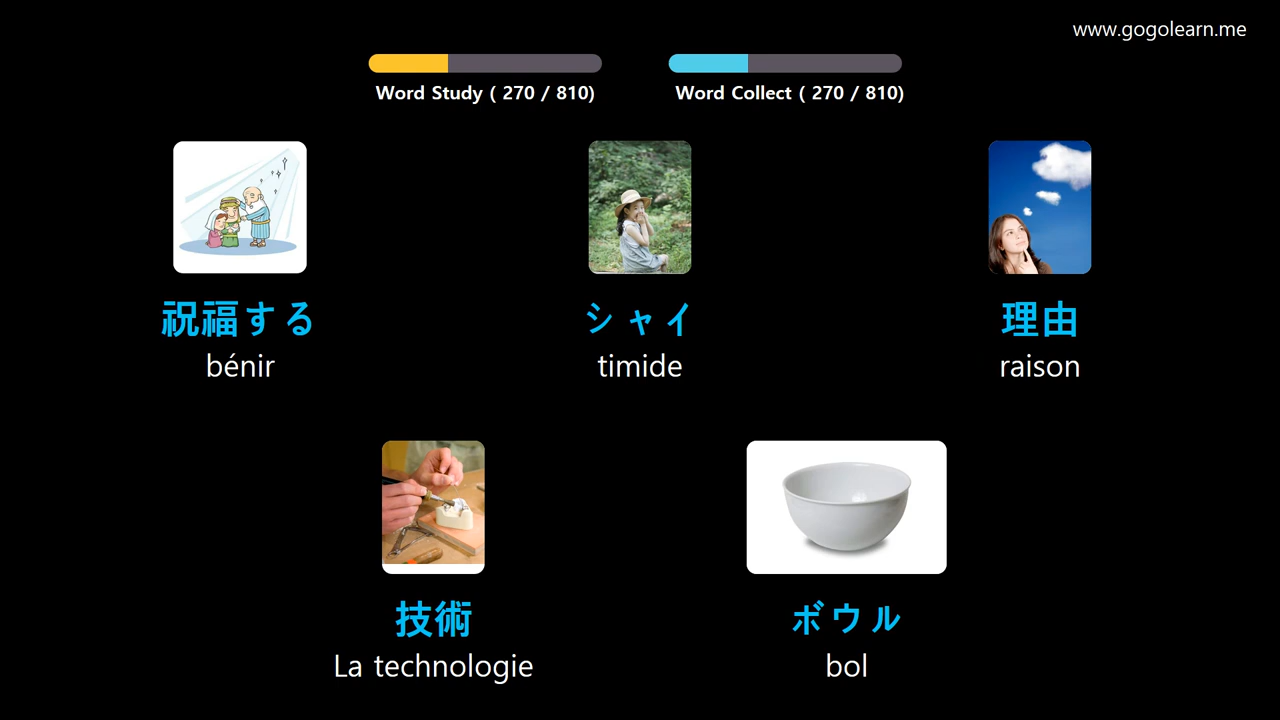 www.gogolearn.me
Word Study ( 270 / 810)
Word Collect ( 270 / 810)
祝福する
bénir
シャイ
timide
理由
raison
技術
La technologie
ボウル
bol